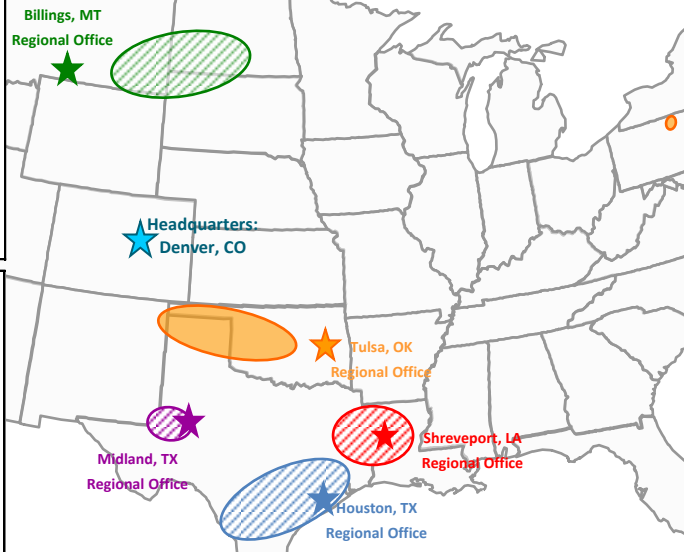 Billings, MT
Regional Office
Headquarters:
Denver, CO
Tulsa, OK
Regional Office
Shreveport, LA
Regional Office
Midland, TX
Regional Office
Houston, TX
Regional Office